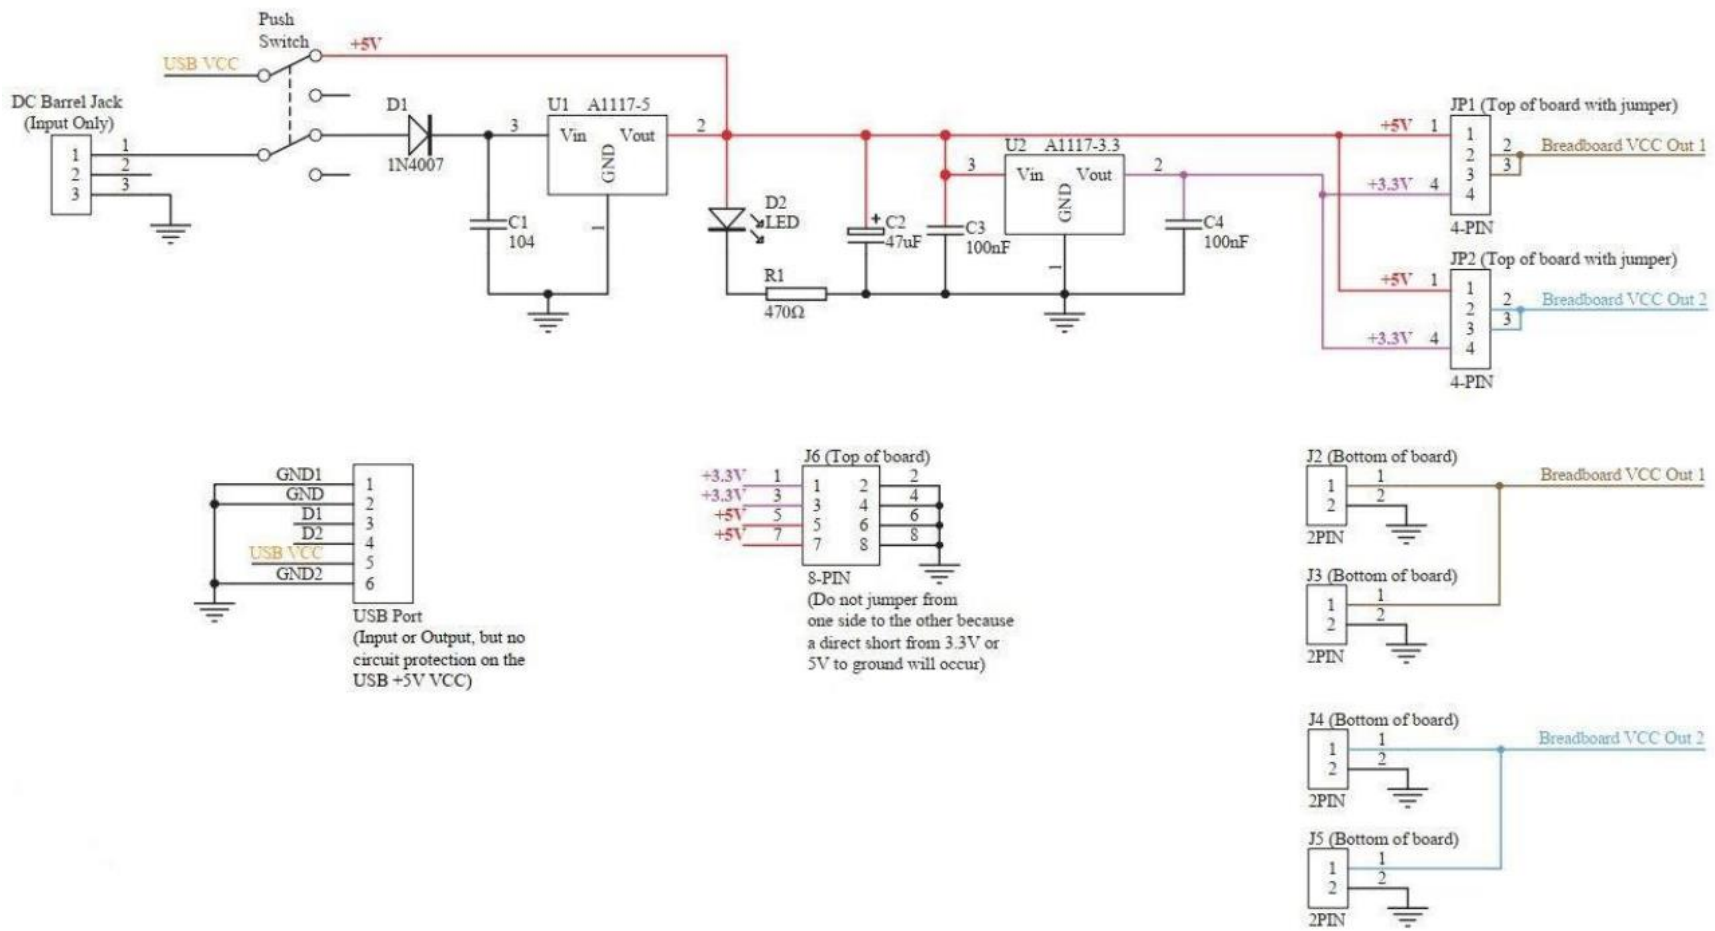 Push
Switch
+5V
USB VCC
DC Barrel Jack
(Input Only)
1
2
3
1
2
3
D1
1N4007
3
U1 A1117-5
Vin Vout
GND
2
1
C1
104
D2
LED
R1
470Ω
+
C2
47uF
C3
100nF
3
U2 A1117-3.3
Vin Vout
GND
2
1
C4
100nF
JP1 (Top of board with jumper)
+5V 1
1
2
3
4
2
3
+3.3V 4
Breadboard VCC Out 1
4-PIN
JP2 (Top of board with jumper)
+5V 1
1
2
3
4
2
3
+3.3V 4
Breadboard VCC Out 2
4-PIN
GND1
GND
D1
D2
USB VCC
GND2
1
2
3
4
5
6
USB Port
(Input or Output, but no
circuit protection on the
USB +5V VCC)
J6 (Top of board)
+3.3V 1 1 2 2
+3.3V 3 3 4 4
+5V 5 5 6 6
+5V 7 7 8 8
8-PIN
(Do not jumper from
one side to the other because
a direct short from 3.3V or
5V to ground will occur)
J2 (Bottom of board)
1 1
2 2
2PIN
Breadboard VCC Out 1
J3 (Bottom of board)
1 1
2 2
2PIN
J4 (Bottom of board)
1 1
2 2
2PIN
Breadboard VCC Out 2
J5 (Bottom of board)
1 1
2 2
2PIN